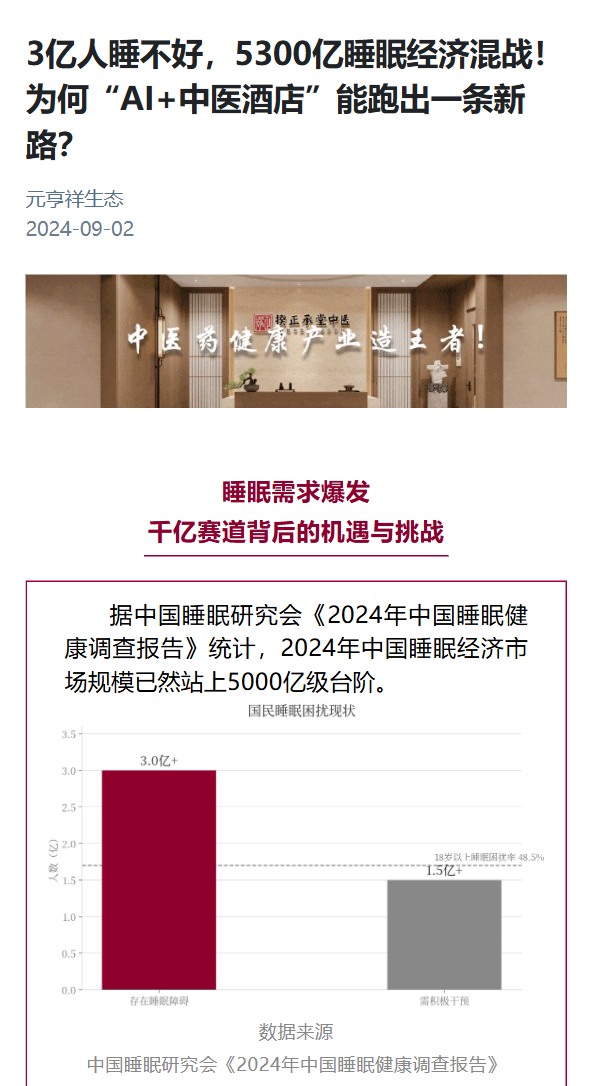 3亿人睡不好，5300亿睡眠经济混战！
为何“AI+中医酒店”能跑出一条新
路？
元亨祥生态
2024-09-02
正承堂中医
中医药健康产业造王者！
睡眠需求爆发
千亿赛道背后的机遇与挑战
据中国睡眠研究会《2024年中国睡眠健
康调查报告》统计，2024年中国睡眠经济市
场规模已然站上5000亿级台阶。
国民睡眠困扰现状
人数（亿）
3.5
3.0
2.5
2.0
1.5
1.0
0.5
0.0
3.0亿+
18岁以上睡眠困扰率 48.5%
1.5亿+
存在睡眠障碍
需积极干预
数据来源
中国睡眠研究会《2024年中国睡眠健康调查报告》